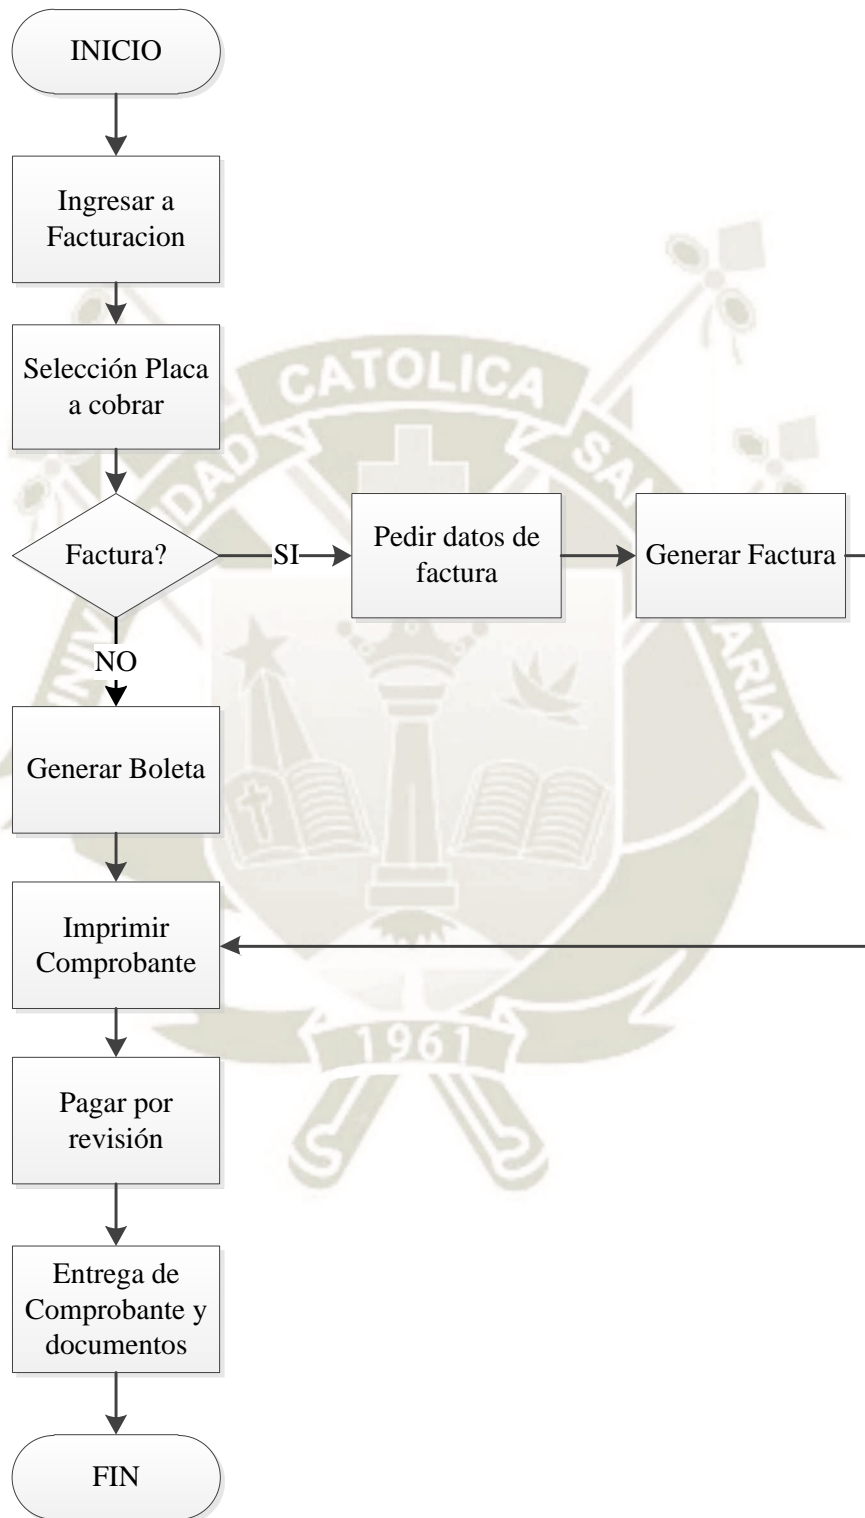 INICIO
Ingresar a
Facturacion
Selección Placa
a cobrar
Factura?
SI
Pedir datos de
factura
Generar Factura
NO
Generar Boleta
Imprimir
Comprobante
Pagar por
revisión
Entrega de
Comprobante y
documentos
FIN
CATOLICA
1961